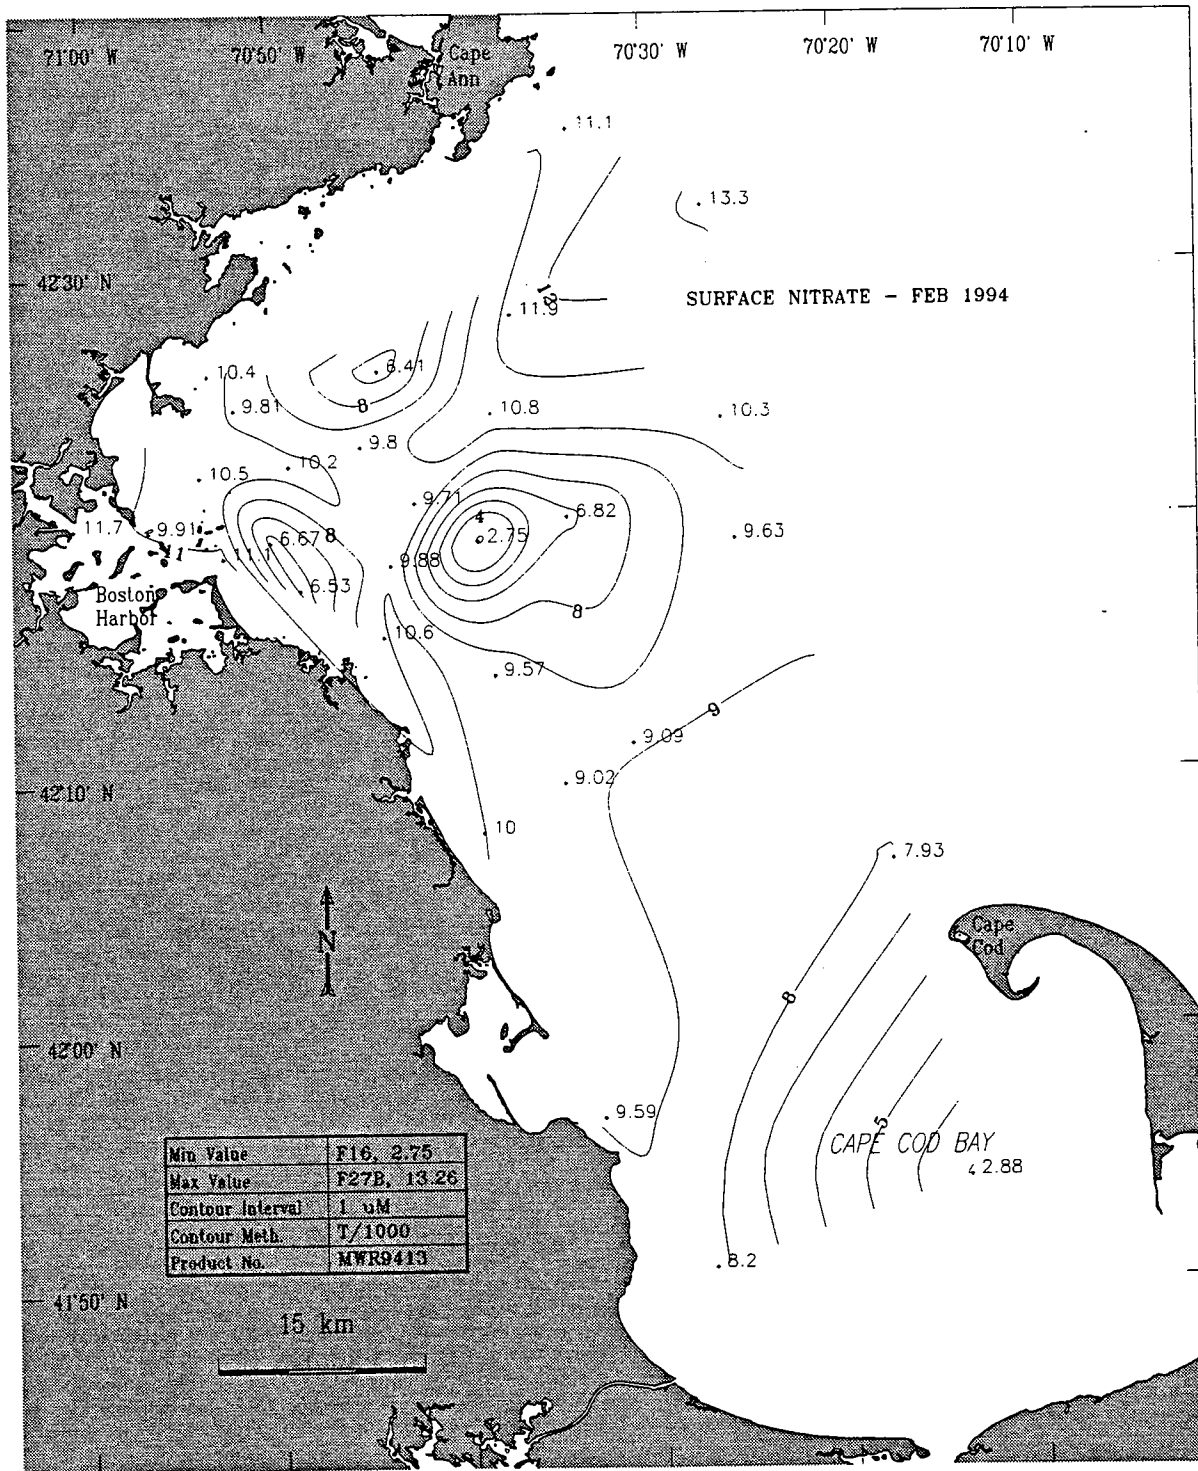 71°00' W
70°50' W
Cape
Ann
70°30' W
70°20' W
70°10' W
11.1
13.3
42°30' N
12
11.9
SURFACE NITRATE - FEB 1994
6.41
10.4
9.81
8
10.8
10.3
9.8
10.2
10.5
9.71
6.82
4
2.75
9.63
11.7
9.91
11
11.1
6.67
8
9.88
6.53
8
Boston
Harbor
10.6
9.57
9
9.09
9.02
42°10' N
10
7.93
N
Cape
Cod
8
42°00' N
9.59
5
CAPE COD BAY
2.88
Min Value F16, 2.75
Max Value F27B, 13.26
Contour Interval 1 uM
Contour Meth. T/1000
Product No. MWR9413
8.2
41°50' N
15 km